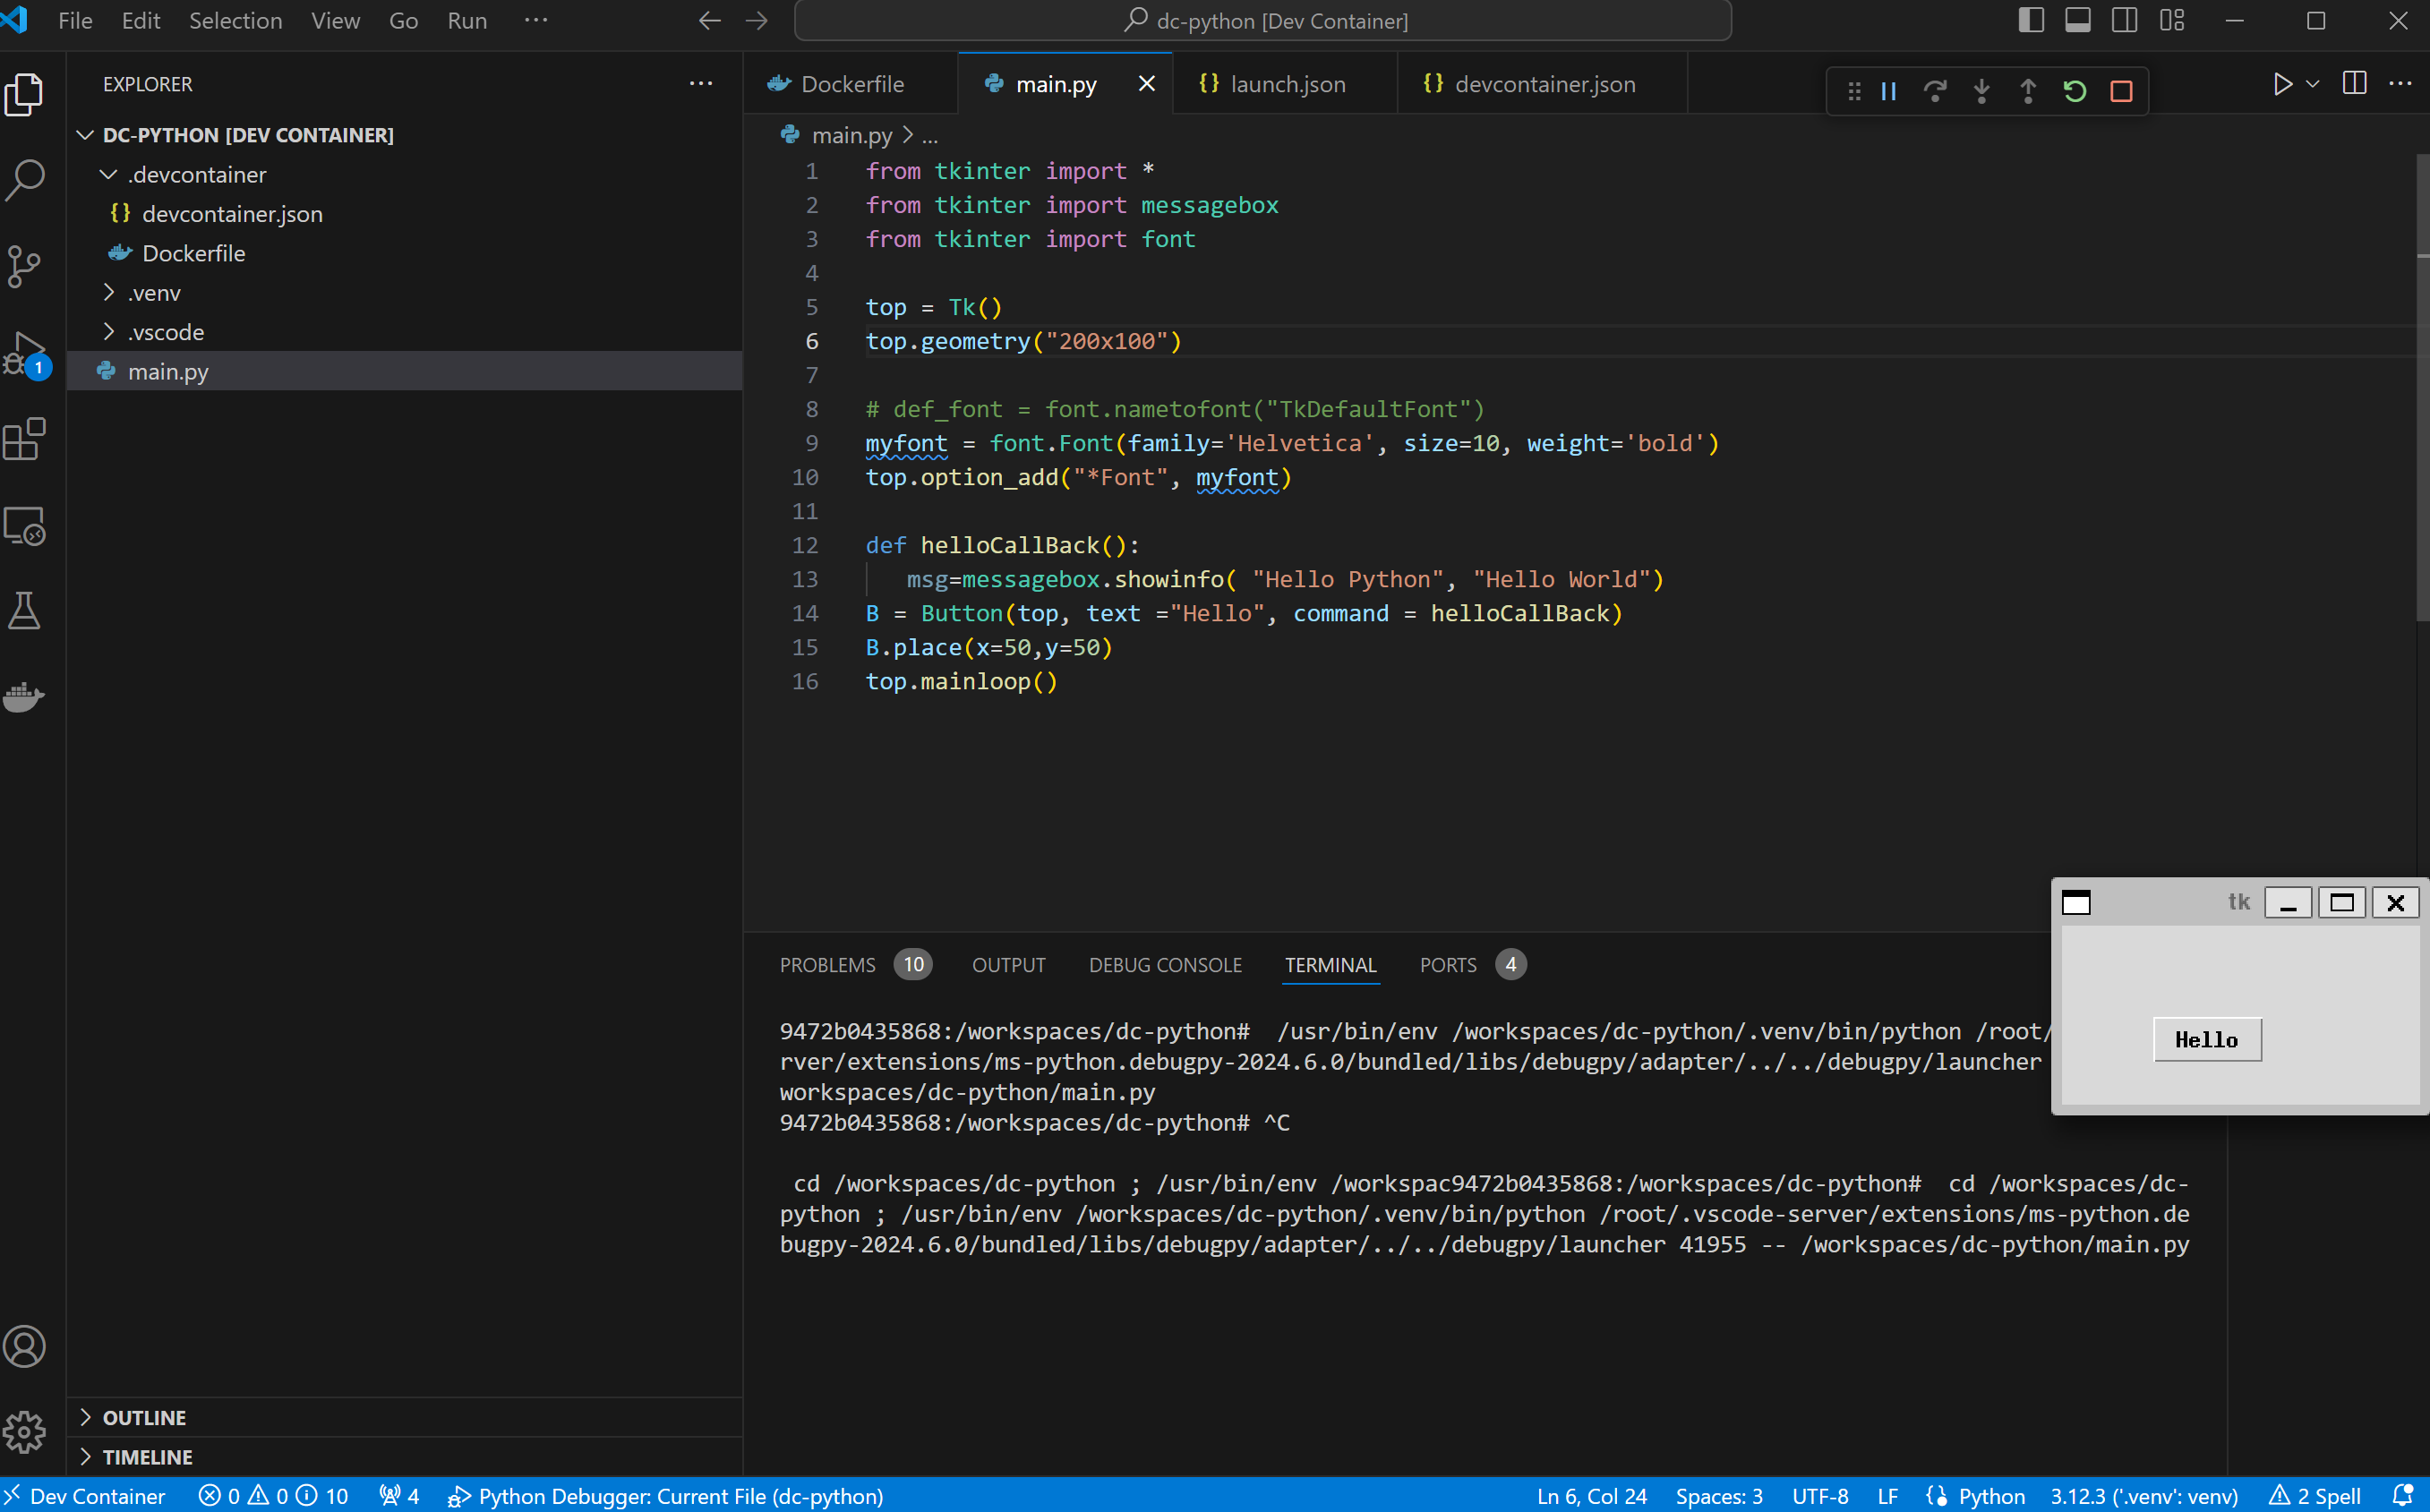 File Edit Selection View Go Run ···
dc-python [Dev Container]
EXPLORER
···
DC-PYTHON [DEV CONTAINER]
.devcontainer
{} devcontainer.json
Dockerfile
.venv
.vscode
main.py
1
OUTLINE
TIMELINE
Dockerfile
main.py
{} launch.json
{} devcontainer.json
···
main.py > ...
1 from tkinter import *
2 from tkinter import messagebox
3 from tkinter import font
4
5 top = Tk()
6 top.geometry("200x100")
7
8 # def_font = font.nametofont("TkDefaultFont")
9 myfont = font.Font(family='Helvetica', size=10, weight='bold')
10 top.option_add("*Font", myfont)
11
12 def helloCallBack():
13 msg=messagebox.showinfo( "Hello Python", "Hello World")
14 B = Button(top, text ="Hello", command = helloCallBack)
15 B.place(x=50,y=50)
16 top.mainloop()
tk
Hello
PROBLEMS 10 OUTPUT DEBUG CONSOLE TERMINAL PORTS 4
9472b0435868:/workspaces/dc-python#  /usr/bin/env /workspaces/dc-python/.venv/bin/python /root/
rver/extensions/ms-python.debugpy-2024.6.0/bundled/libs/debugpy/adapter/../../debugpy/launcher
workspaces/dc-python/main.py
9472b0435868:/workspaces/dc-python# ^C
cd /workspaces/dc-python ; /usr/bin/env /workspac9472b0435868:/workspaces/dc-python#  cd /workspaces/dc-
python ; /usr/bin/env /workspaces/dc-python/.venv/bin/python /root/.vscode-server/extensions/ms-python.de
bugpy-2024.6.0/bundled/libs/debugpy/adapter/../../debugpy/launcher 41955 -- /workspaces/dc-python/main.py
Dev Container 0 0 10 4 Python Debugger: Current File (dc-python) Ln 6, Col 24 Spaces: 3 UTF-8 LF Python 3.12.3 ('.venv': venv) 2 Spell